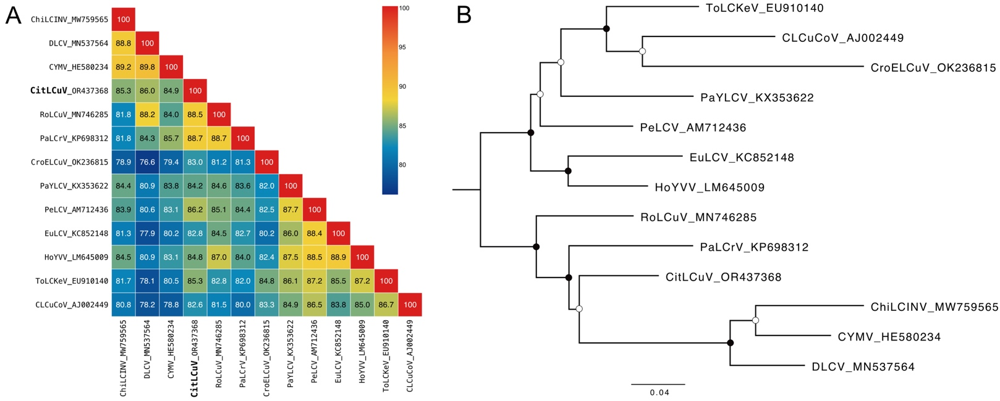 A
ChiLCINV_MW759565 100
DLCV_MN537564 88.8 100
CYMV_HE580234 89.2 89.8 100
CitLCuV_OR437368 85.3 86.0 84.9 100
RoLCuV_MN746285 81.8 88.2 84.0 88.5 100
PaLCrV_KP698312 81.8 84.3 85.7 88.7 88.7 100
CroELCuV_OK236815 78.9 76.6 79.4 83.0 81.2 81.3 100
PaYLCV_KX353622 84.4 80.9 83.8 84.2 84.6 83.6 82.0 100
PeLCV_AM712436 83.9 80.6 83.1 86.2 85.1 84.4 82.5 87.7 100
EuLCV_KC852148 81.3 77.9 80.2 82.8 84.5 82.7 80.2 86.0 88.4 100
HoYVV_LM645009 84.5 80.9 83.1 84.8 87.0 84.0 82.4 87.5 88.5 88.9 100
ToLCKeV_EU910140 81.7 78.1 80.5 85.3 82.8 82.0 84.8 86.1 87.2 85.5 87.2 100
CLCuCoV_AJ002449 80.8 78.2 78.8 82.6 81.5 80.0 83.3 84.9 86.5 83.8 85.0 86.7 100
ChiLCINV_MW759565
DLCV_MN537564
CYMV_HE580234
CitLCuV_OR437368
RoLCuV_MN746285
PaLCrV_KP698312
CroELCuV_OK236815
PaYLCV_KX353622
PeLCV_AM712436
EuLCV_KC852148
HoYVV_LM645009
ToLCKeV_EU910140
CLCuCoV_AJ002449
100
95
90
85
80
B
ToLCKeV_EU910140
CLCuCoV_AJ002449
CroELCuV_OK236815
PaYLCV_KX353622
PeLCV_AM712436
EuLCV_KC852148
HoYVV_LM645009
RoLCuV_MN746285
PaLCrV_KP698312
CitLCuV_OR437368
ChiLCINV_MW759565
CYMV_HE580234
DLCV_MN537564
0.04